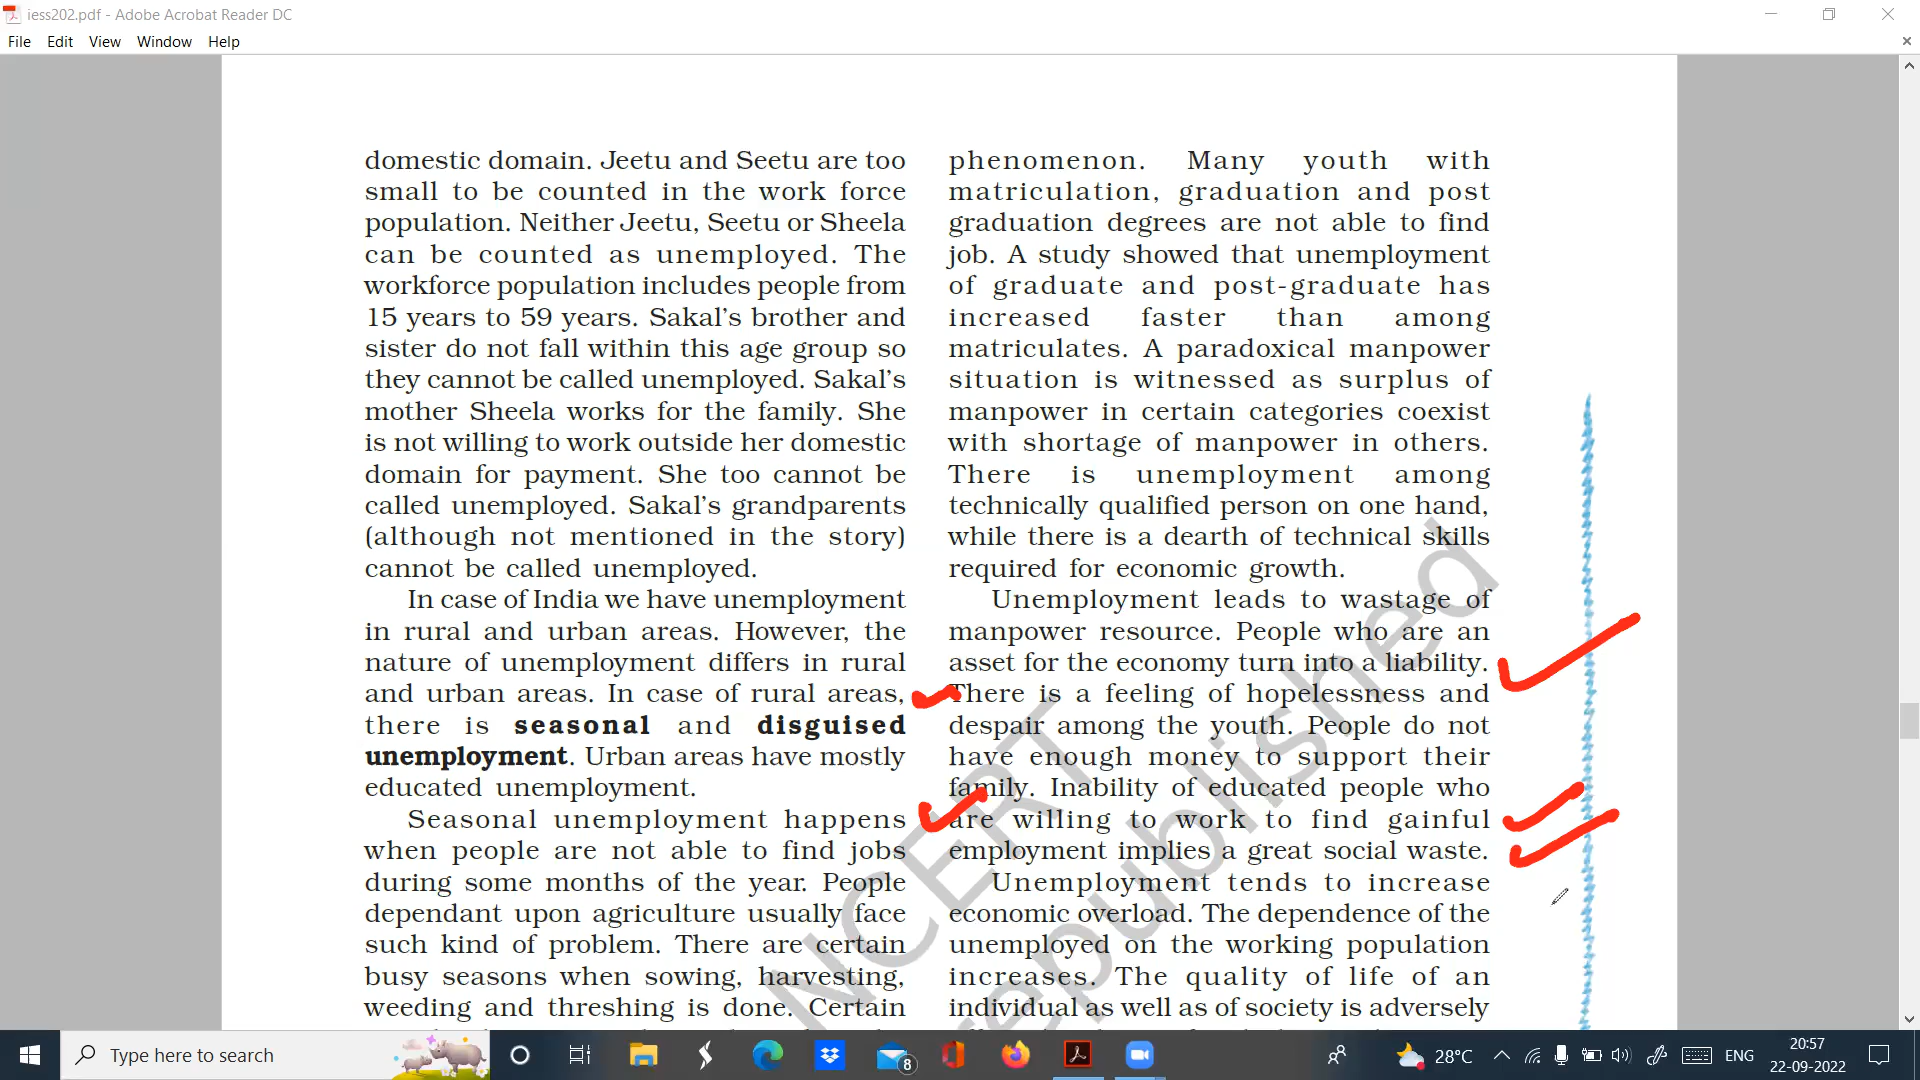 iess202.pdf - Adobe Acrobat Reader DC
File Edit View Window Help
domestic domain. Jeetu and Seetu are too
small to be counted in the work force
population. Neither Jeetu, Seetu or Sheela
can be counted as unemployed. The
workforce population includes people from
15 years to 59 years. Sakal's brother and
sister do not fall within this age group so
they cannot be called unemployed. Sakal's
mother Sheela works for the family. She
is not willing to work outside her domestic
domain for payment. She too cannot be
called unemployed. Sakal's grandparents
(although not mentioned in the story)
cannot be called unemployed.
In case of India we have unemployment
in rural and urban areas. However, the
nature of unemployment differs in rural
and urban areas. In case of rural areas,
there is seasonal and disguised
unemployment. Urban areas have mostly
educated unemployment.
Seasonal unemployment happens
when people are not able to find jobs
during some months of the year. People
dependant upon agriculture usually face
such kind of problem. There are certain
busy seasons when sowing, harvesting,
weeding and threshing is done. Certain
phenomenon. Many youth with
matriculation, graduation and post
graduation degrees are not able to find
job. A study showed that unemployment
of graduate and post-graduate has
increased faster than among
matriculates. A paradoxical manpower
situation is witnessed as surplus of
manpower in certain categories coexist
with shortage of manpower in others.
There is unemployment among
technically qualified person on one hand,
while there is a dearth of technical skills
required for economic growth.
Unemployment leads to wastage of
manpower resource. People who are an
asset for the economy turn into a liability.
There is a feeling of hopelessness and
despair among the youth. People do not
have enough money to support their
family. Inability of educated people who
are willing to work to find gainful
employment implies a great social waste.
Unemployment tends to increase
economic overload. The dependence of the
unemployed on the working population
increases. The quality of life of an
individual as well as of society is adversely
NCERT
republished
Type here to search
8
28°C
ENG
20:57
22-09-2022